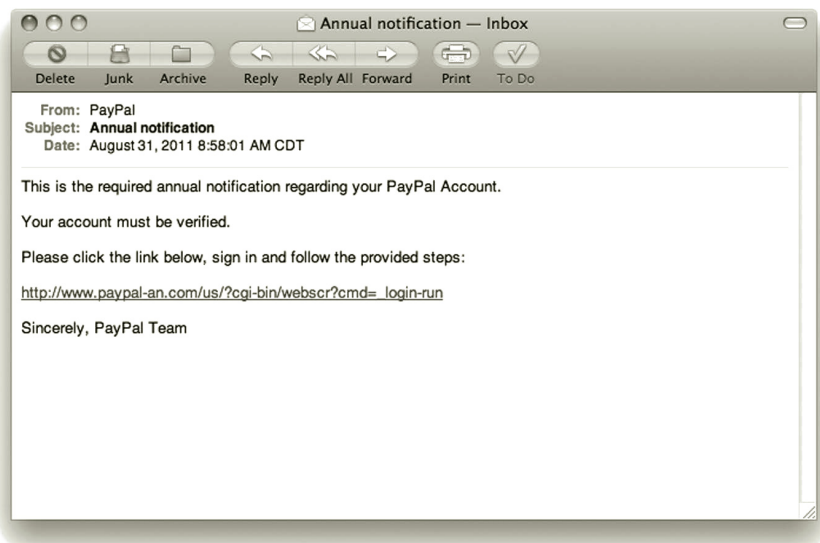 Annual notification — Inbox
Delete Junk Archive Reply Reply All Forward Print To Do
From: PayPal
Subject: Annual notification
Date: August 31, 2011 8:58:01 AM CDT
This is the required annual notification regarding your PayPal Account.
Your account must be verified.
Please click the link below, sign in and follow the provided steps:
http://www.paypal-an.com/us/?cgi-bin/webscr?cmd=_login-run
Sincerely, PayPal Team